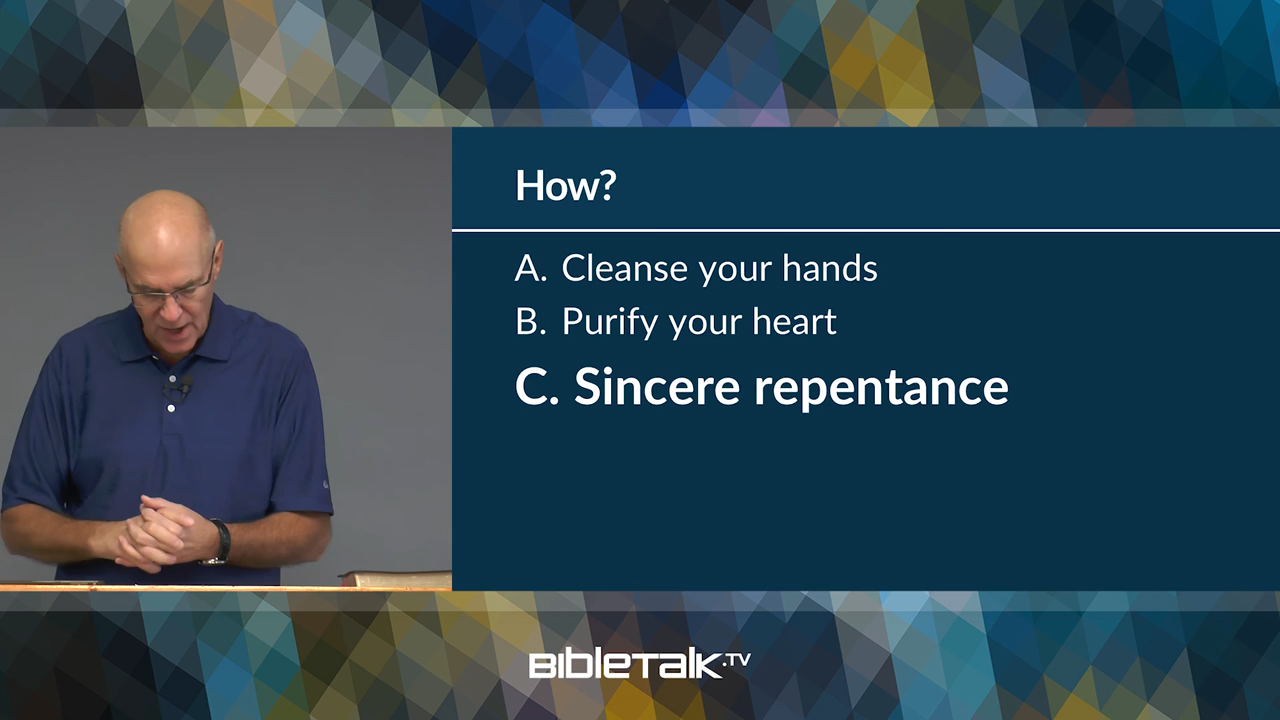 How?
A. Cleanse your hands
B. Purify your heart
C. Sincere repentance
BIBLETALK.TV